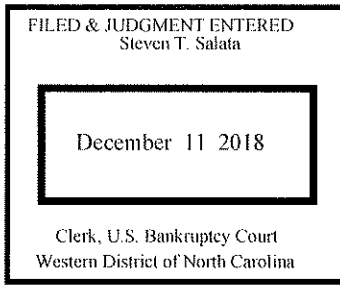 FILED & JUDGMENT ENTERED
Steven T. Salata
December 11 2018
Clerk, U.S. Bankruptcy Court
Western District of North Carolina